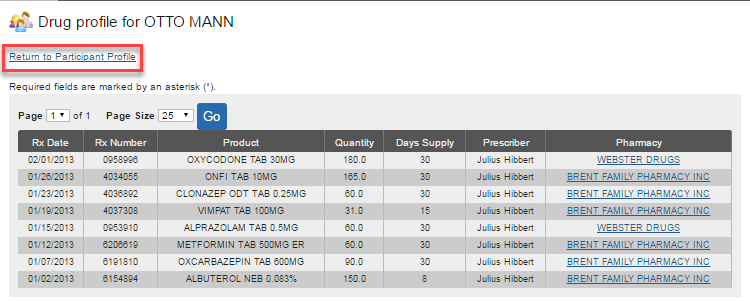 Drug profile for OTTO MANN
Return to Participant Profile
Required fields are marked by an asterisk (*).
Page 1 of 1 Page Size 25 Go
Rx Date Rx Number Product Quantity Days Supply Prescriber Pharmacy
02/01/2013 0958996 OXYCODONE TAB 30MG 180.0 30 Julius Hibbert WEBSTER DRUGS
01/26/2013 4034055 ONFI TAB 10MG 165.0 30 Julius Hibbert BRENT FAMILY PHARMACY INC
01/23/2013 4036892 CLONAZEP ODT TAB 0.25MG 60.0 30 Julius Hibbert BRENT FAMILY PHARMACY INC
01/19/2013 4037308 VIMPAT TAB 100MG 31.0 15 Julius Hibbert BRENT FAMILY PHARMACY INC
01/15/2013 0953910 ALPRAZOLAM TAB 0.5MG 60.0 30 Julius Hibbert WEBSTER DRUGS
01/12/2013 6206619 METFORMIN TAB 500MG ER 60.0 30 Julius Hibbert BRENT FAMILY PHARMACY INC
01/07/2013 6191810 OXCARBAZEPIN TAB 600MG 90.0 30 Julius Hibbert BRENT FAMILY PHARMACY INC
01/02/2013 6154894 ALBUTEROL NEB 0.083% 150.0 8 Julius Hibbert BRENT FAMILY PHARMACY INC